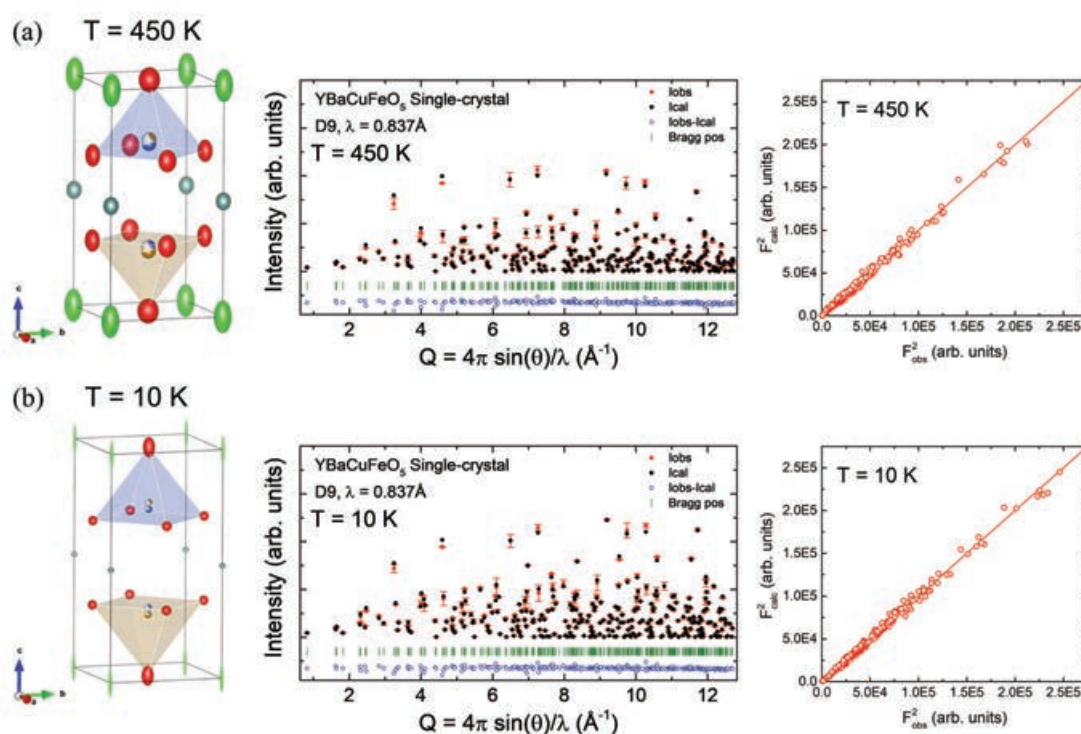 (a)
T = 450 K
c
a
b
YBaCuFeO₅ Single-crystal
D9, λ = 0.837Å
T = 450 K
Iobs
Ical
Iobs-Ical
Bragg pos
Intensity (arb. units)
2 4 6 8 10 12
Q = 4π sin(θ)/λ (Å⁻¹)
T = 450 K
2.5E5
2.0E5
1.5E5
1.0E5
5.0E4
0.0
F²calc (arb. units)
0 5.0E4 1.0E5 1.5E5 2.0E5 2.5E5
F²obs (arb. units)
(b)
T = 10 K
c
a
b
YBaCuFeO₅ Single-crystal
D9, λ = 0.837Å
T = 10 K
Iobs
Ical
Iobs-Ical
Bragg pos
Intensity (arb. units)
2 4 6 8 10 12
Q = 4π sin(θ)/λ (Å⁻¹)
T = 10 K
2.5E5
2.0E5
1.5E5
1.0E5
5.0E4
0.0
F²calc (arb. units)
0 5.0E4 1.0E5 1.5E5 2.0E5 2.5E5
F²obs (arb. units)